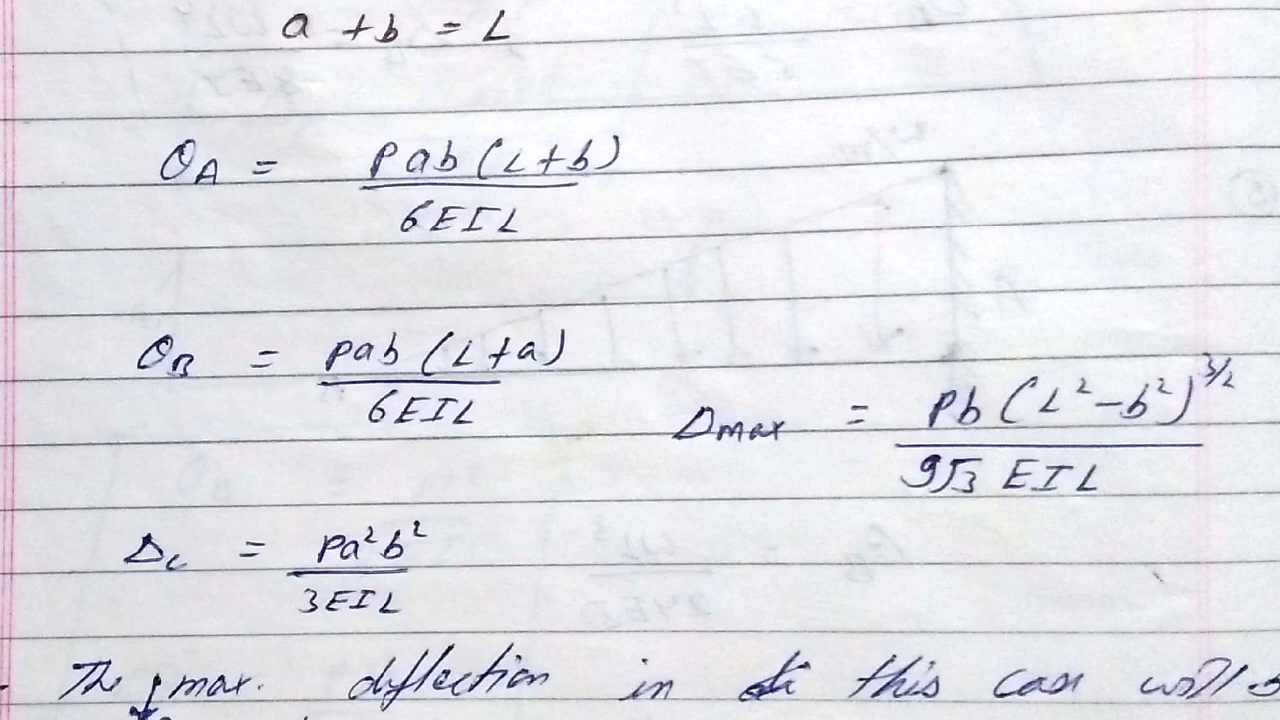 a + b = L
θA = Pab(L+b) / 6EIL
θB = Pab(L+a) / 6EIL
Δmax = Pb(L²-b²)^3/2 / 9√3 EIL
Δc = Pa²b² / 3EIL
The max. deflection in this case will